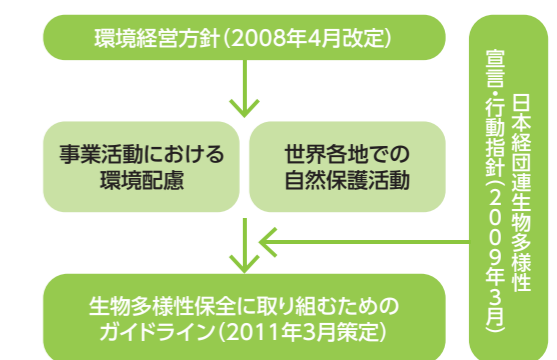 環境経営方針（2008年4月改定）
事業活動における
環境配慮
世界各地での
自然保護活動
生物多様性保全に取り組むための
ガイドライン（2011年3月策定）
日本経団連生物多様性
宣言・行動指針（2009年3月）